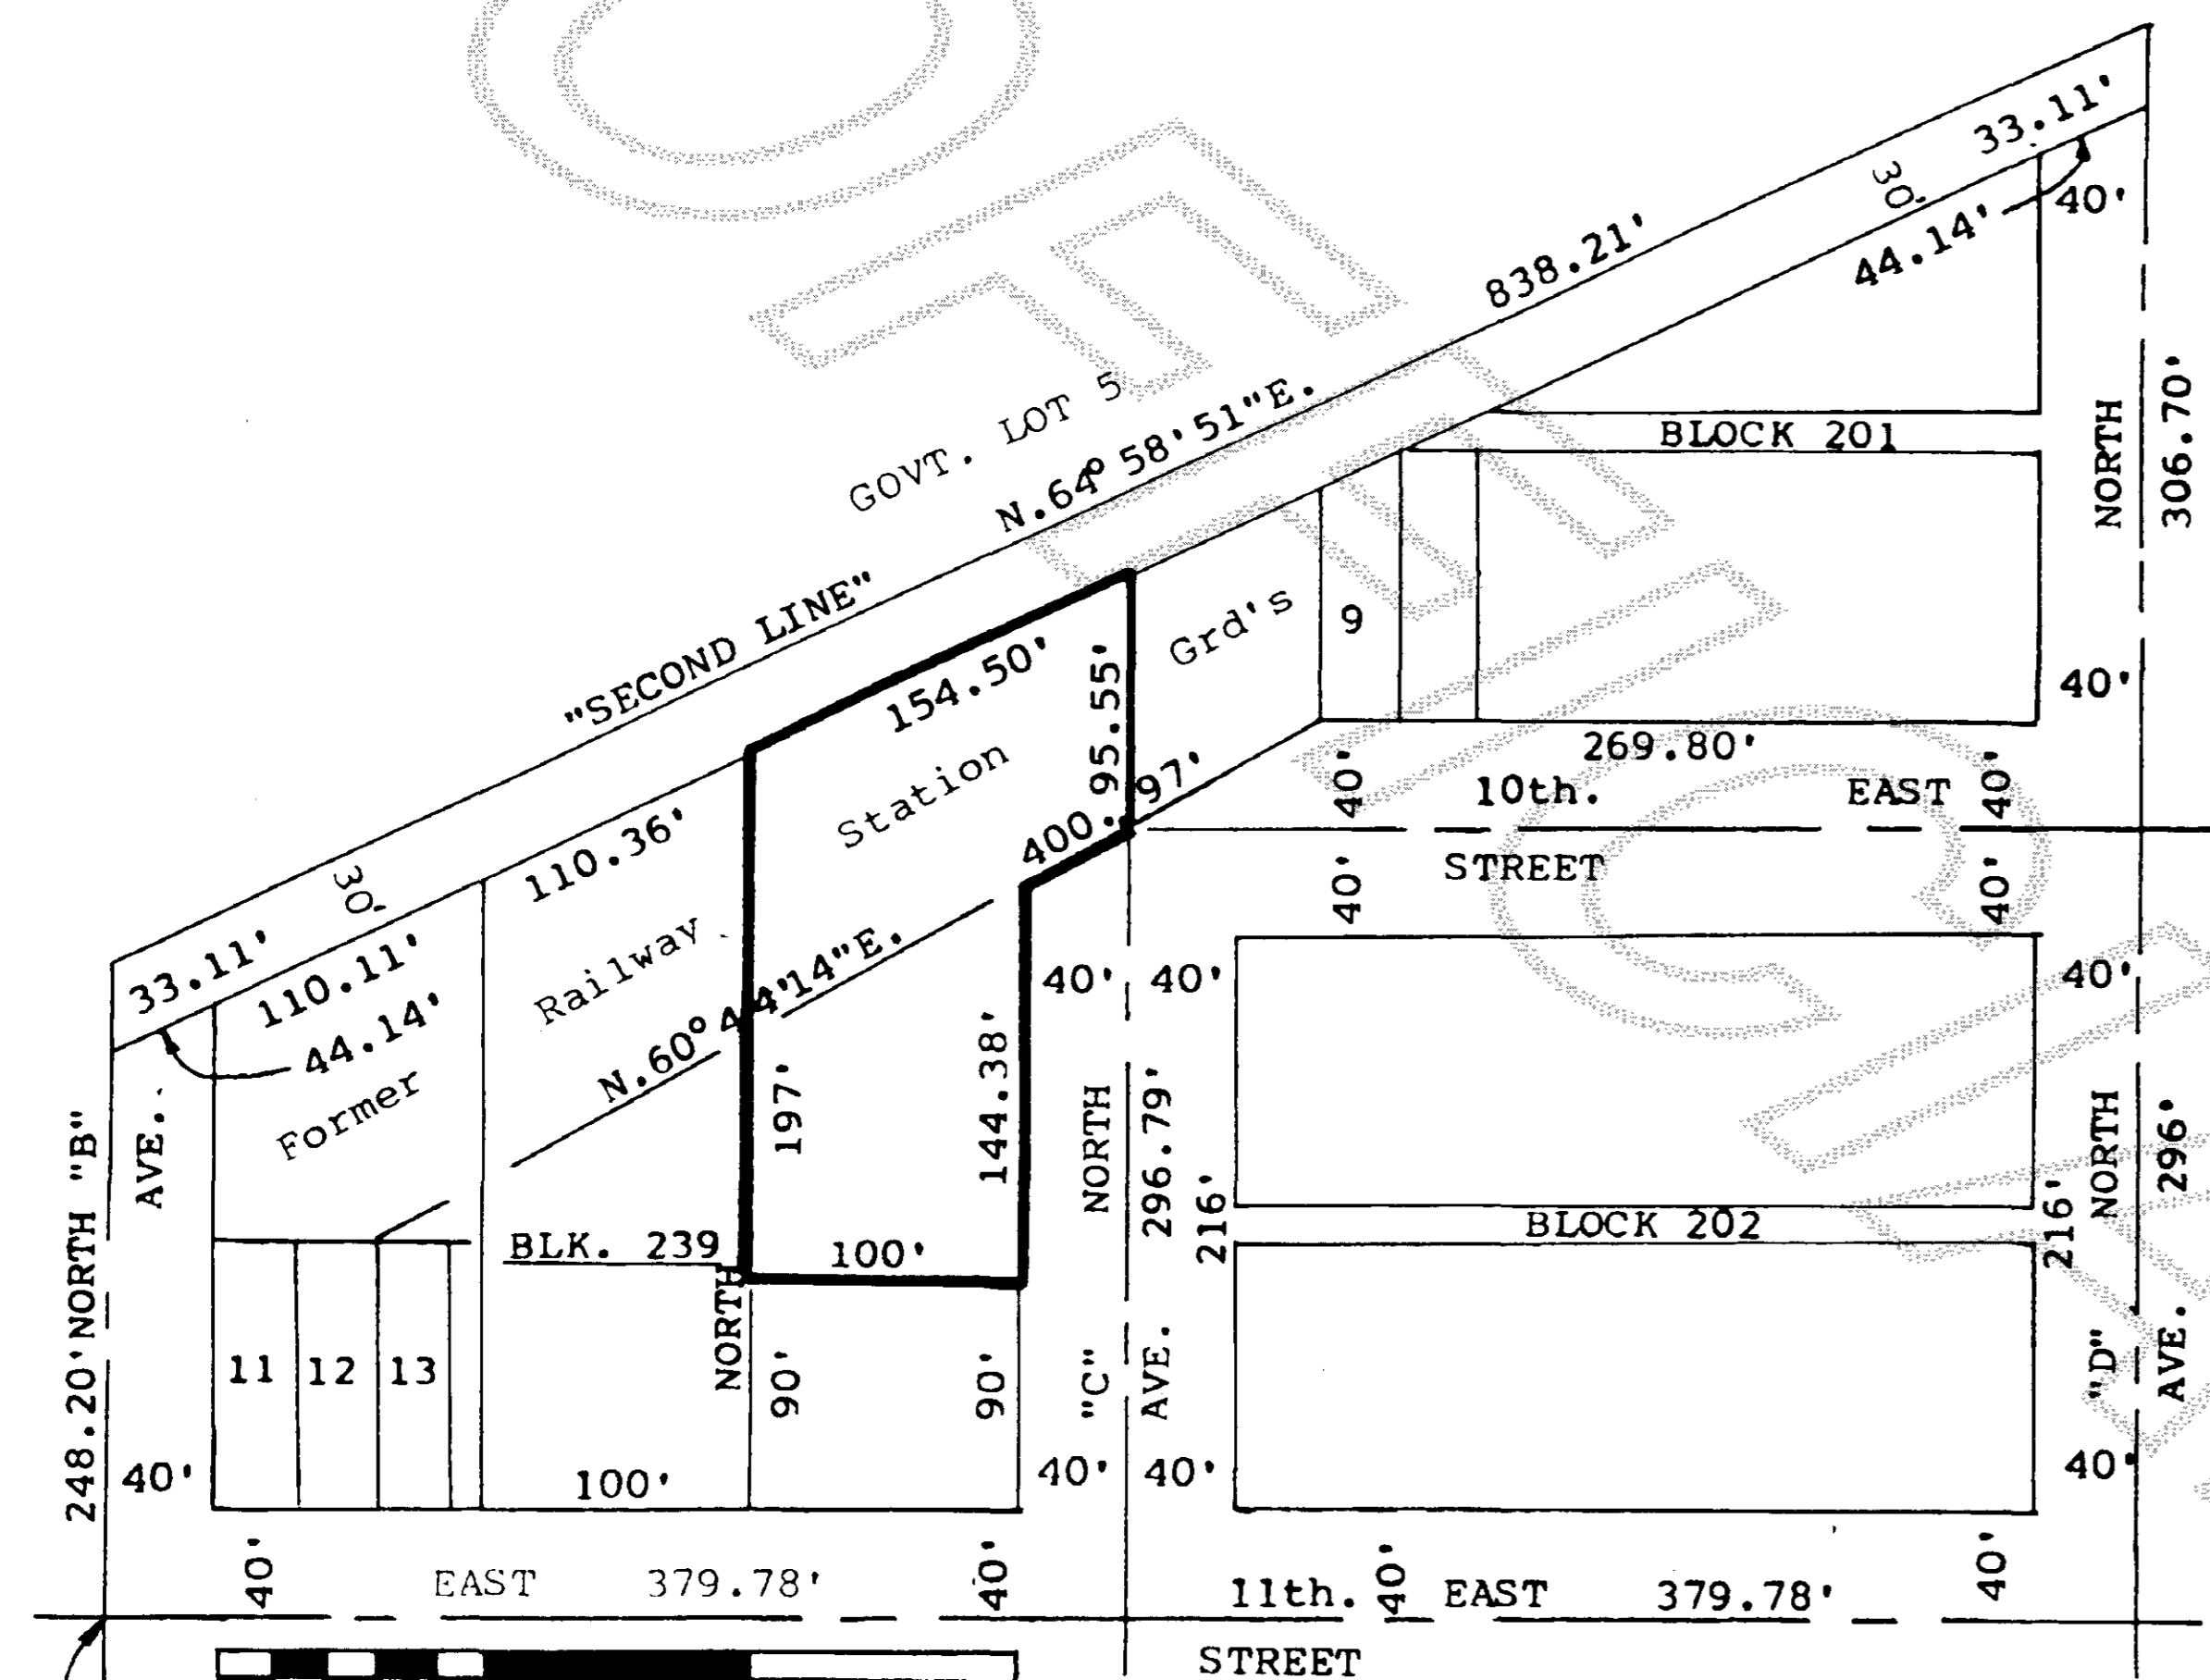 33.11'
30'
40'
44.14'
838.21'
GOVT. LOT 5
N.64° 58' 51"E.
"SECOND LINE"
BLOCK 201
NORTH
306.70'
9
Grd's
154.50'
95.55'
Station
40'
269.80'
40'
40'
10th.
EAST
400.97'
STREET
40'
40'
110.36'
30'
33.11'
110.11'
44.14'
Railway
N.60° 44'14"E.
Former
40'
40'
40'
197'
144.38'
NORTH
296.79'
216'
BLOCK 202
216'
NORTH
296'
AVE.
248.20' NORTH "B"
BLK. 239
100'
NORTH
11
12
13
90'
90'
"C"
AVE.
"D"
AVE.
40'
100'
40'
40'
40'
40'
EAST
379.78'
40'
11th.
40'
EAST
379.78'
40'
STREET